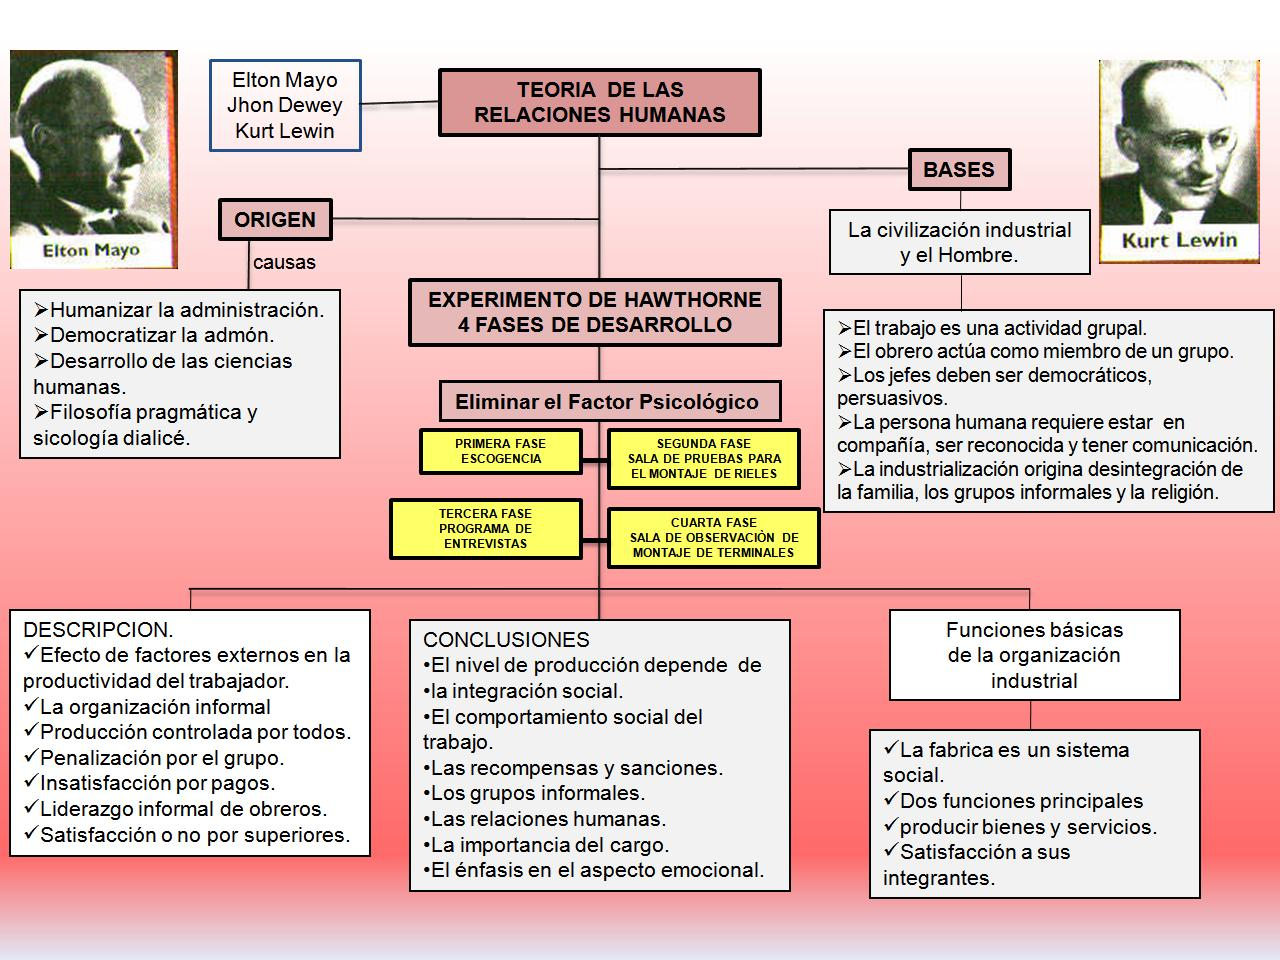 Elton Mayo
Jhon Dewey
Kurt Lewin
TEORIA DE LAS
RELACIONES HUMANAS
Elton Mayo
Kurt Lewin
BASES
La civilización industrial
y el Hombre.
ORIGEN
causas
➢Humanizar la administración.
➢Democratizar la admón.
➢Desarrollo de las ciencias
humanas.
➢Filosofía pragmática y
sicología dialicé.
EXPERIMENTO DE HAWTHORNE
4 FASES DE DESARROLLO
➢El trabajo es una actividad grupal.
➢El obrero actúa como miembro de un grupo.
➢Los jefes deben ser democráticos,
persuasivos.
➢La persona humana requiere estar en
compañía, ser reconocida y tener comunicación.
➢La industrialización origina desintegración de
la familia, los grupos informales y la religión.
Eliminar el Factor Psicológico
PRIMERA FASE
ESCOGENCIA
SEGUNDA FASE
SALA DE PRUEBAS PARA
EL MONTAJE DE RIELES
TERCERA FASE
PROGRAMA DE
ENTREVISTAS
CUARTA FASE
SALA DE OBSERVACIÒN DE
MONTAJE DE TERMINALES
DESCRIPCION.
✓Efecto de factores externos en la
productividad del trabajador.
✓La organización informal
✓Producción controlada por todos.
✓Penalización por el grupo.
✓Insatisfacción por pagos.
✓Liderazgo informal de obreros.
✓Satisfacción o no por superiores.
CONCLUSIONES
•El nivel de producción depende de
•la integración social.
•El comportamiento social del
trabajo.
•Las recompensas y sanciones.
•Los grupos informales.
•Las relaciones humanas.
•La importancia del cargo.
•El énfasis en el aspecto emocional.
Funciones básicas
de la organización
industrial
✓La fabrica es un sistema
social.
✓Dos funciones principales
✓producir bienes y servicios.
✓Satisfacción a sus
integrantes.